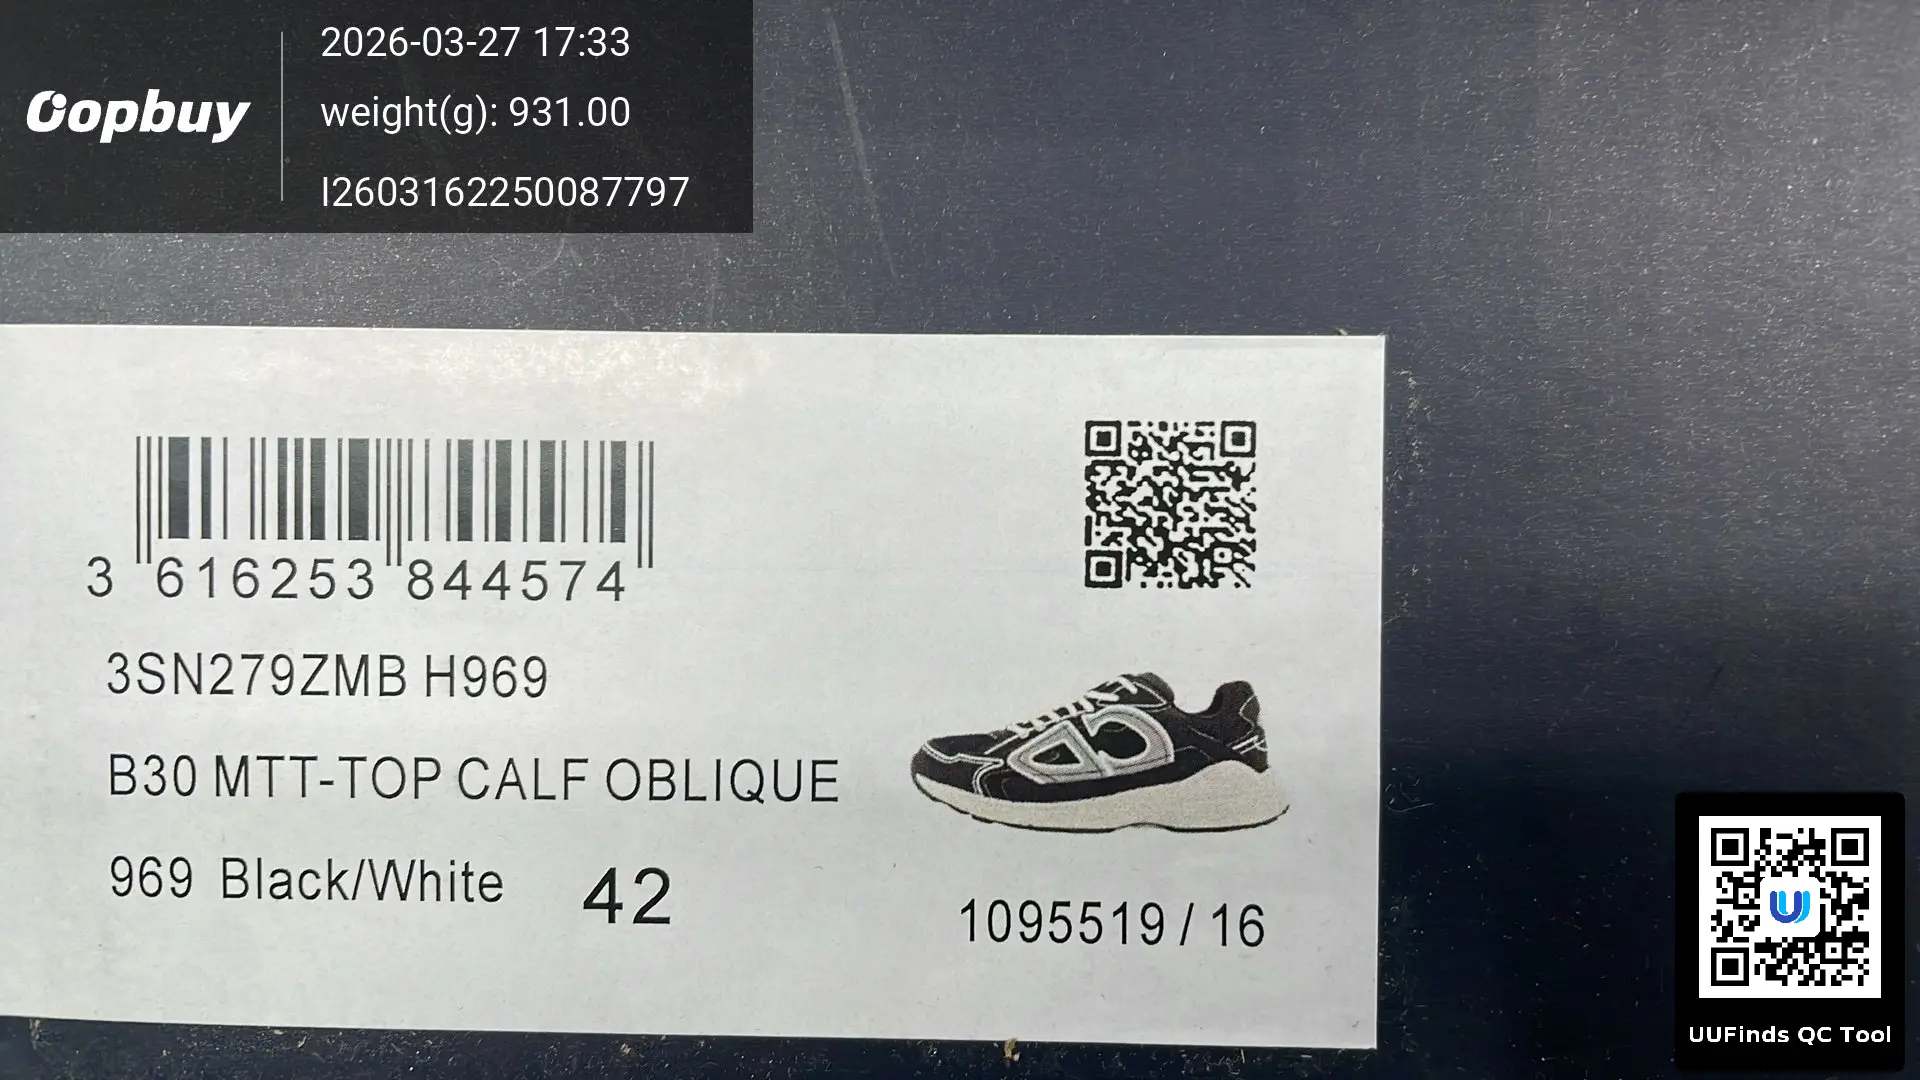 Oopbuy
2026-03-27 17:33
weight(g): 931.00
I2603162250087797
3 616253 844574
3SN279ZMB H969
B30 MTT-TOP CALF OBLIQUE
969 Black/White 42
1095519 / 16
UUFinds QC Tool